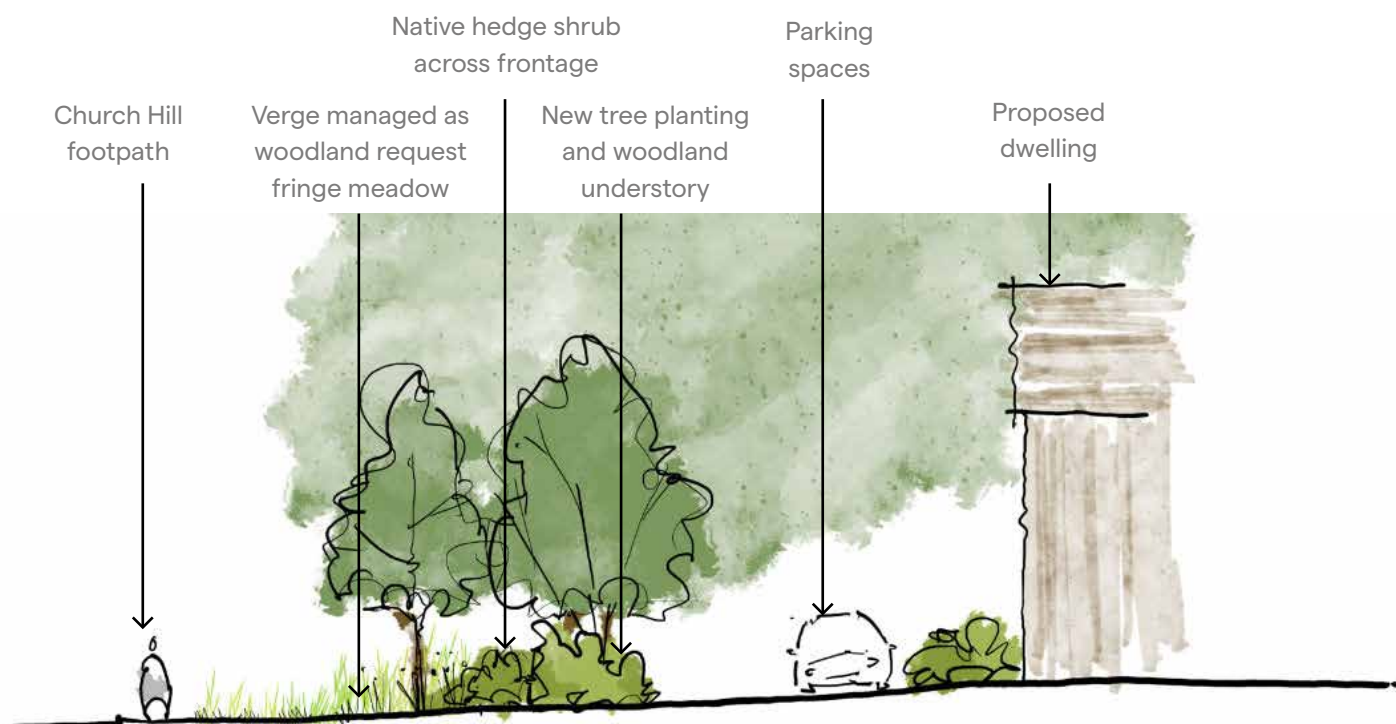 Church Hill
footpath
Verge managed as
woodland request
fringe meadow
Native hedge shrub
across frontage
New tree planting
and woodland
understory
Parking
spaces
Proposed
dwelling